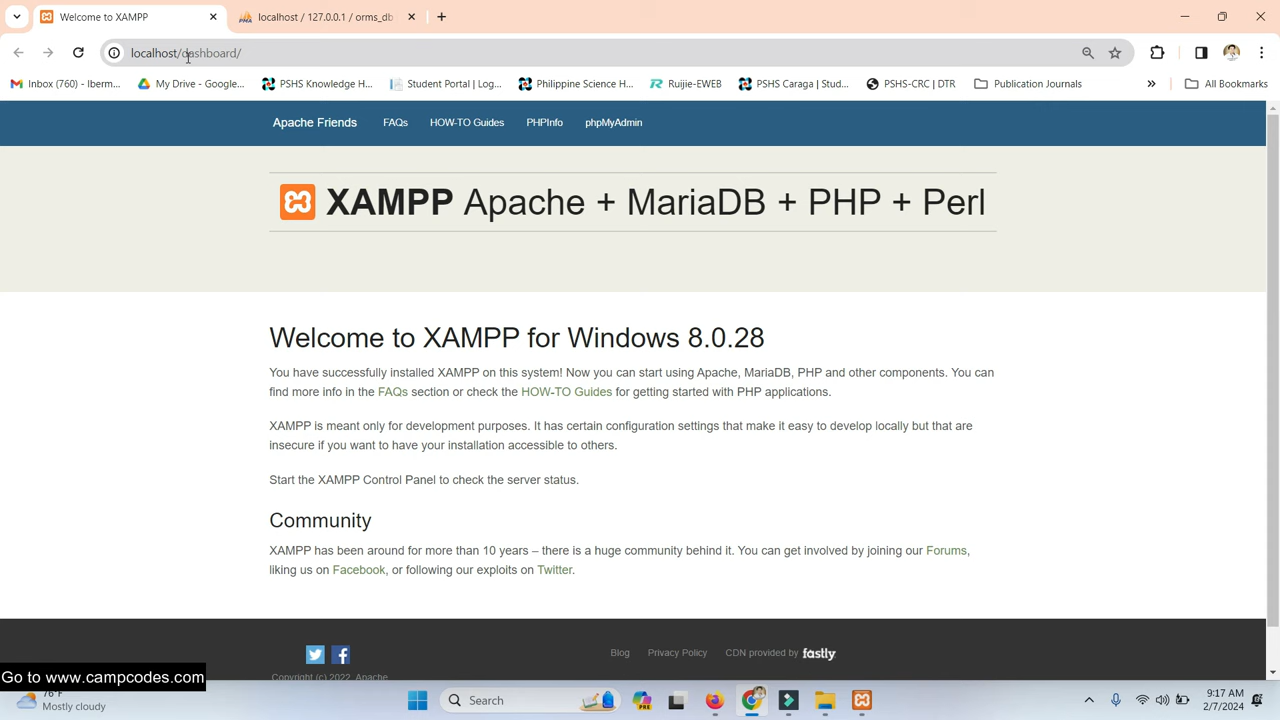 Welcome to XAMPP
localhost / 127.0.0.1 / orms_db
localhost/dashboard/
Inbox (760) - lberm...
My Drive - Google...
PSHS Knowledge H...
Student Portal | Log...
Philippine Science H...
Ruijie-EWEB
PSHS Caraga | Stud...
PSHS-CRC | DTR
Publication Journals
All Bookmarks
Apache Friends
FAQs
HOW-TO Guides
PHPInfo
phpMyAdmin
XAMPP Apache + MariaDB + PHP + Perl
Welcome to XAMPP for Windows 8.0.28
You have successfully installed XAMPP on this system! Now you can start using Apache, MariaDB, PHP and other components. You can
find more info in the FAQs section or check the HOW-TO Guides for getting started with PHP applications.
XAMPP is meant only for development purposes. It has certain configuration settings that make it easy to develop locally but that are
insecure if you want to have your installation accessible to others.
Start the XAMPP Control Panel to check the server status.
Community
XAMPP has been around for more than 10 years – there is a huge community behind it. You can get involved by joining our Forums,
liking us on Facebook, or following our exploits on Twitter.
Blog
Privacy Policy
CDN provided by fastly
Copyright (c) 2022, Apache
Go to www.campcodes.com
76°F
Mostly cloudy
Search
PRE
9:17 AM
2/7/2024